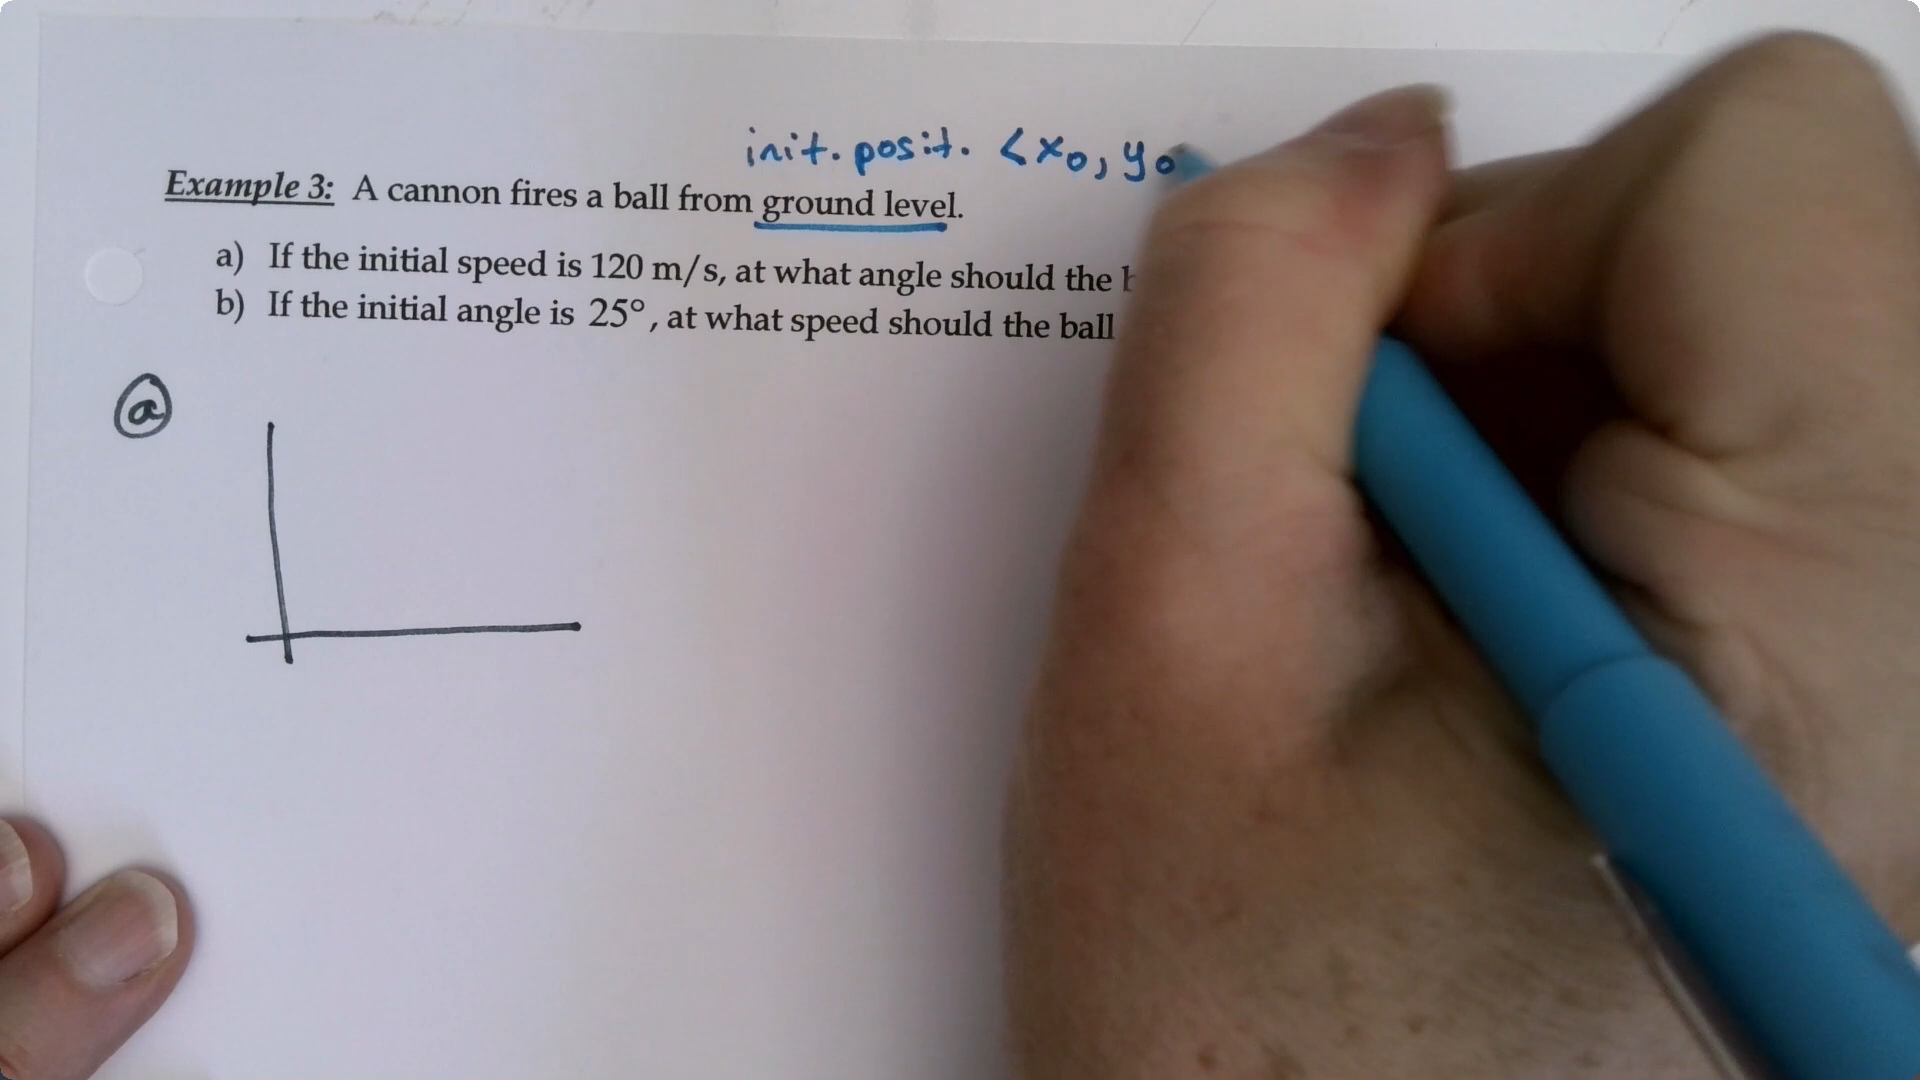 init. posit. <x₀, y₀
Example 3: A cannon fires a ball from ground level.
a) If the initial speed is 120 m/s, at what angle should the
b) If the initial angle is 25°, at what speed should the ball
ⓐ